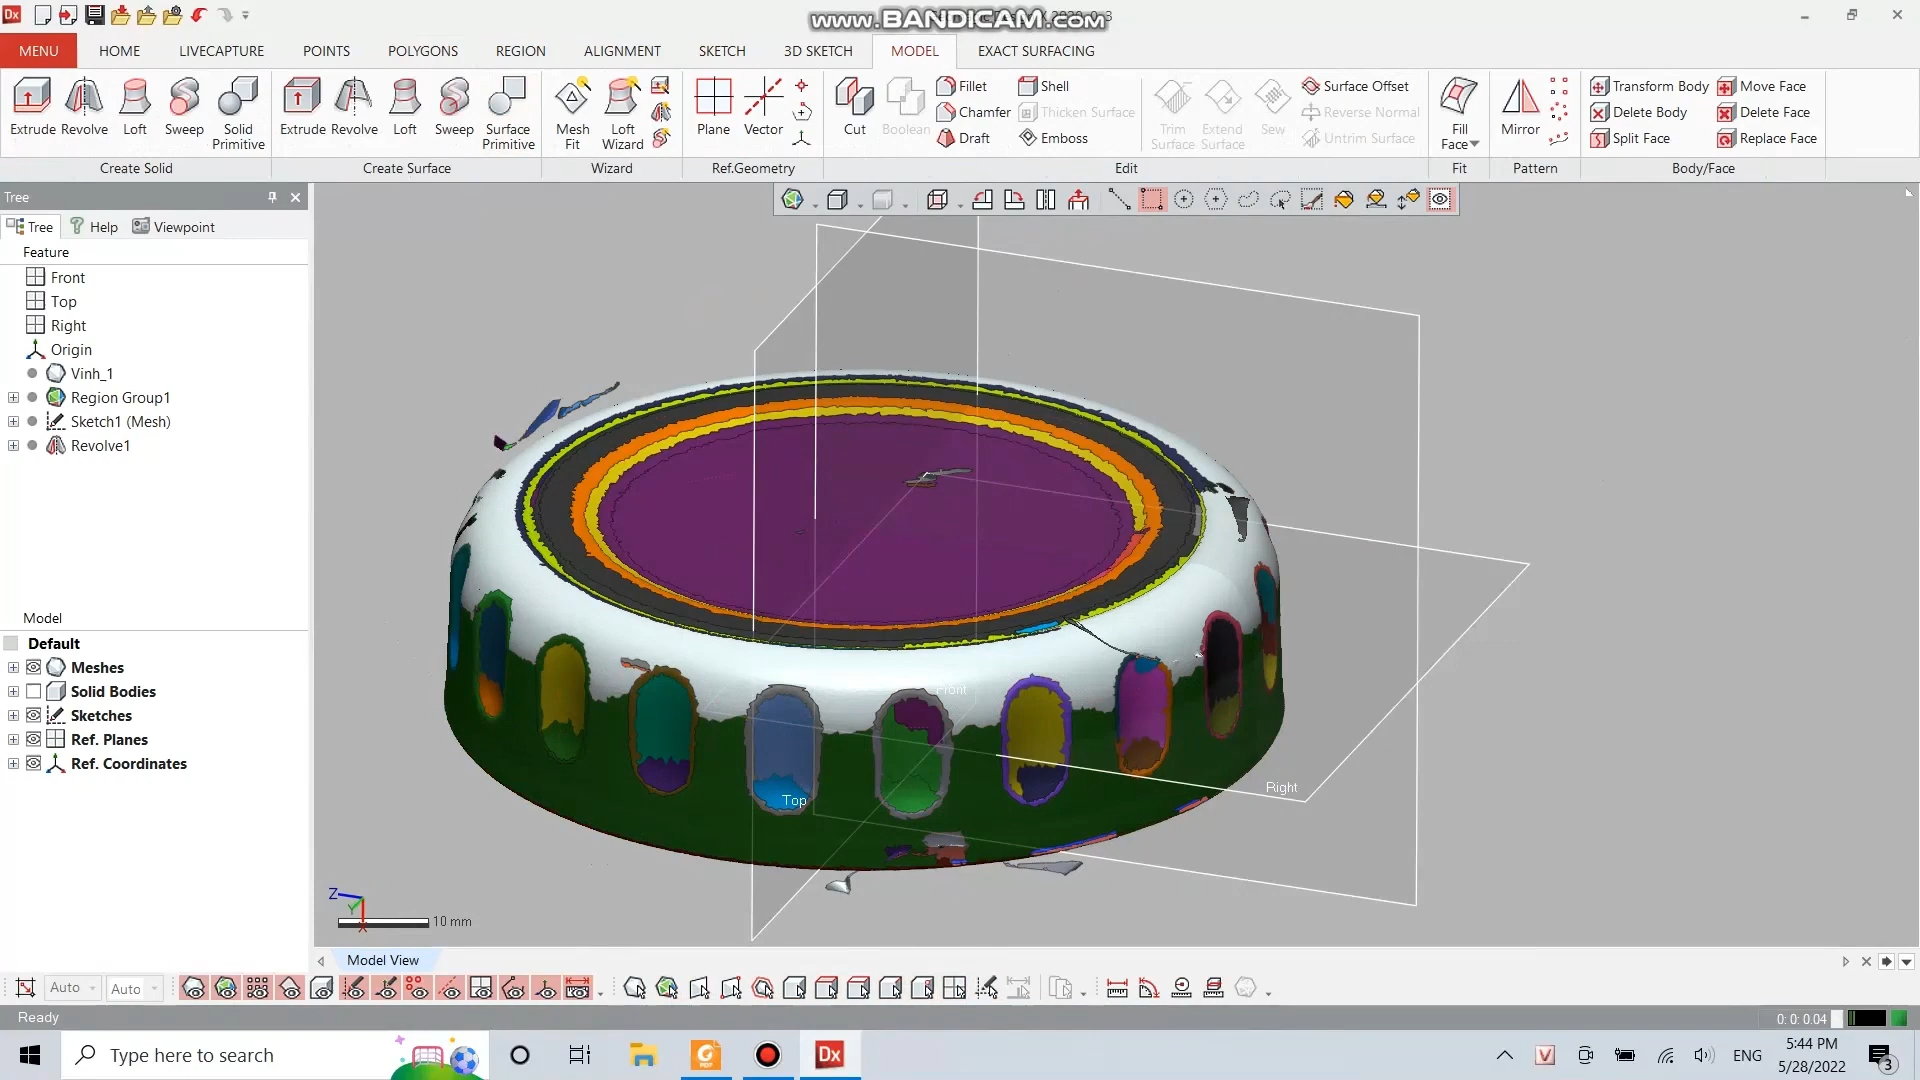 www.BANDICAM.com
Dx
MENU HOME LIVECAPTURE POINTS POLYGONS REGION ALIGNMENT SKETCH 3D SKETCH MODEL EXACT SURFACING
Extrude Revolve Loft Sweep Solid Primitive
Create Solid
Extrude Revolve Loft Sweep Surface Primitive
Create Surface
Mesh Fit Loft Wizard
Wizard
Plane Vector
Ref.Geometry
Cut Boolean
Fillet Shell
Chamfer Thicken Surface
Draft Emboss
Trim Surface Extend Surface Sew
Surface Offset
Reverse Normal
Untrim Surface
Edit
Fill Face
Fit
Mirror
Pattern
Transform Body Move Face
Delete Body Delete Face
Split Face Replace Face
Body/Face
Tree
Tree Help Viewpoint
Feature
Front
Top
Right
Origin
Vinh_1
Region Group1
Sketch1 (Mesh)
Revolve1
Model
Default
Meshes
Solid Bodies
Sketches
Ref. Planes
Ref. Coordinates
Front
Right
Top
Z
Y
X
10 mm
Model View
Auto Auto
Ready
0: 0: 0.04
Type here to search
Dx
ENG
5:44 PM
5/28/2022
3